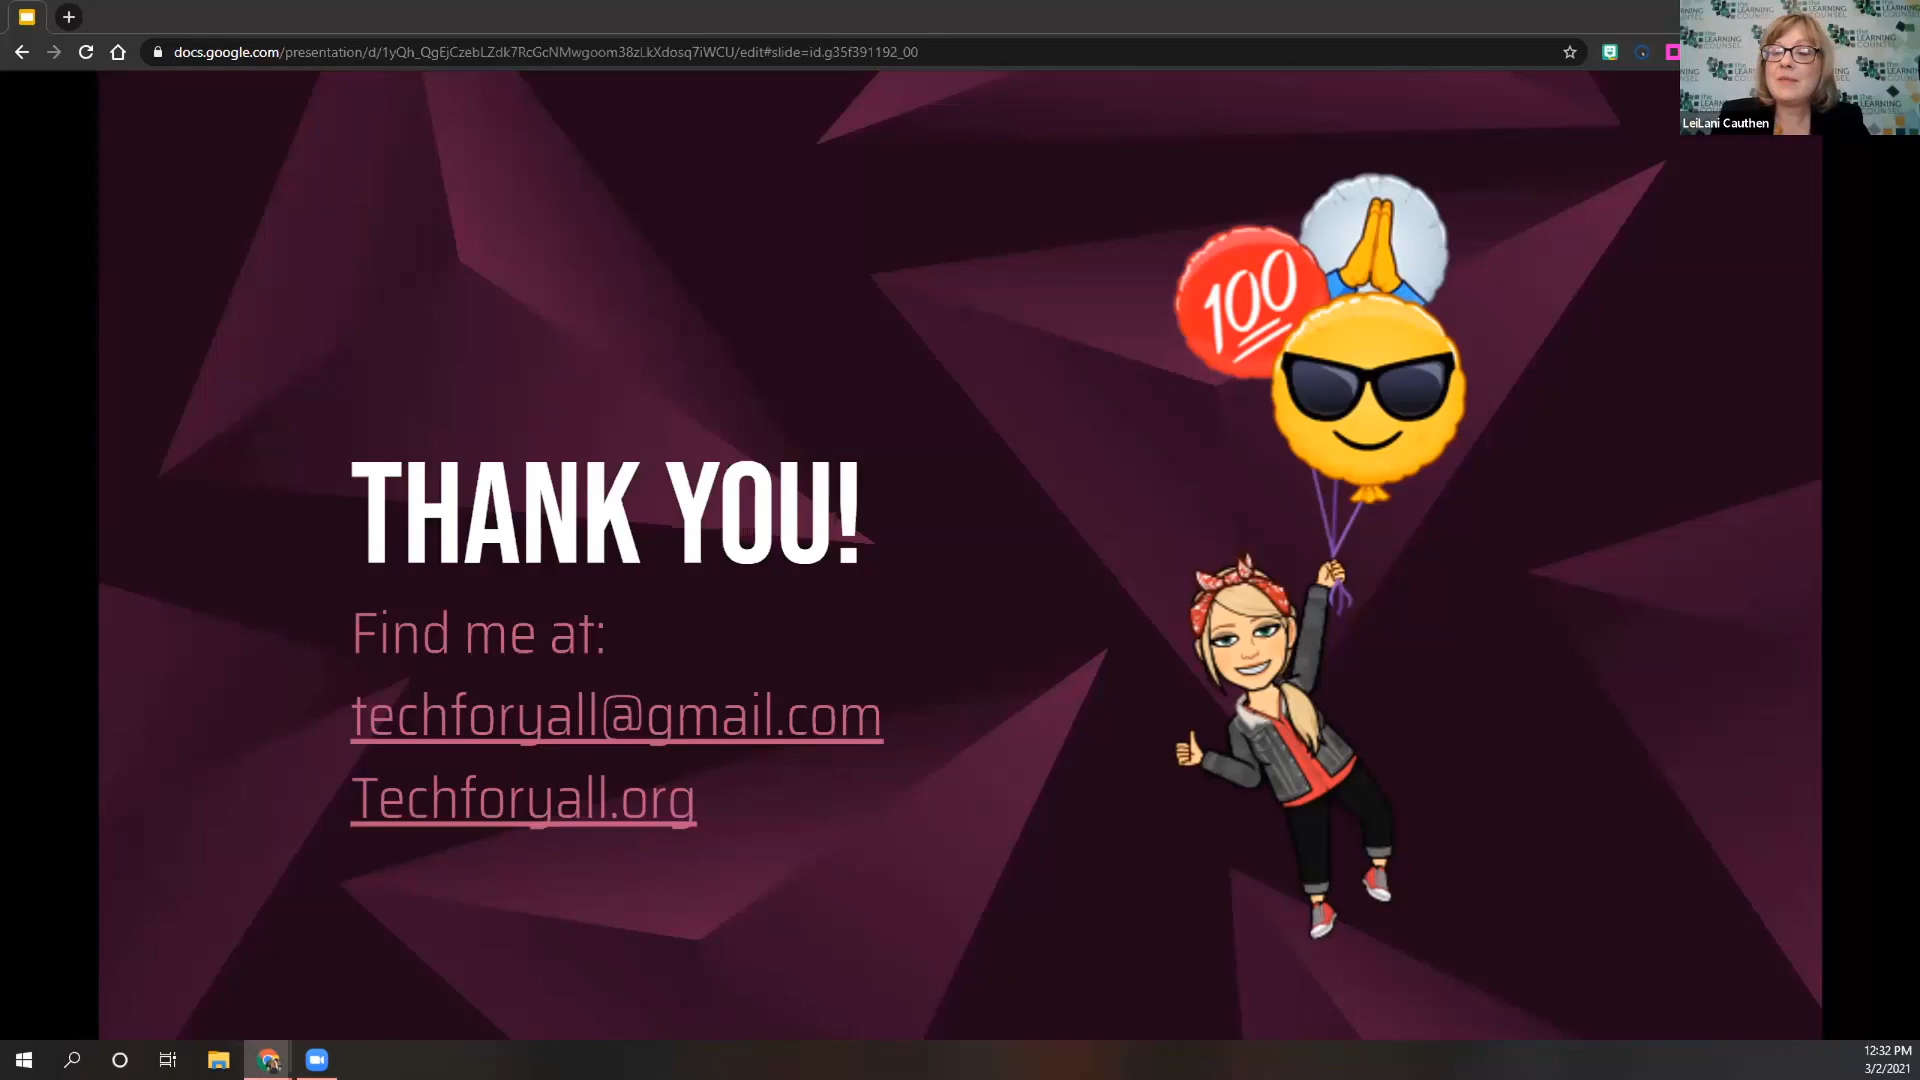 docs.google.com/presentation/d/1yQh_QgEjCzebLZdk7RcGcNMwgoom38zLkXdosq7iWCU/edit#slide=id.g35f391192_00
LeiLani Cauthen
100
THANK YOU!
Find me at:
techforyall@gmail.com
Techforyall.org
12:32 PM
3/2/2021